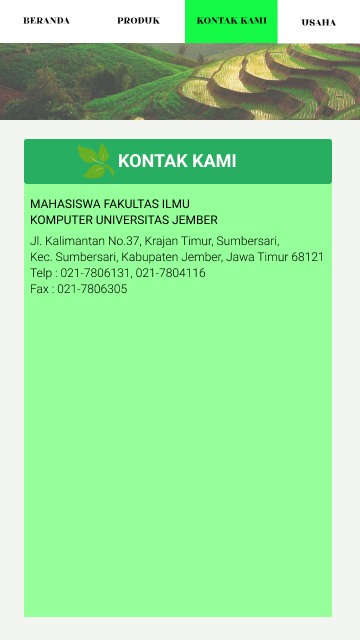 BERANDA
PRODUK
KONTAK KAMI
USAHA
KONTAK KAMI
MAHASISWA FAKULTAS ILMU
KOMPUTER UNIVERSITAS JEMBER
Jl. Kalimantan No.37, Krajan Timur, Sumbersari,
Kec. Sumbersari, Kabupaten Jember, Jawa Timur 68121
Telp : 021-7806131, 021-7804116
Fax : 021-7806305